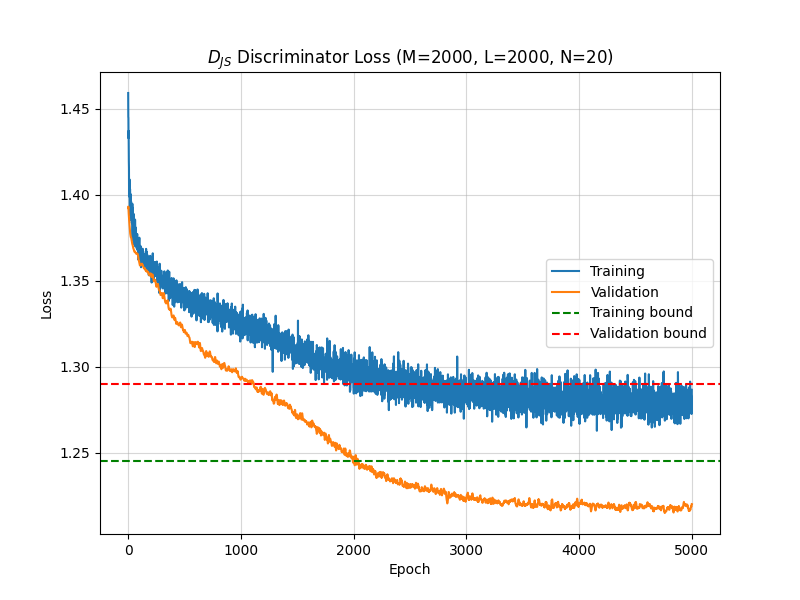 D_JS Discriminator Loss (M=2000, L=2000, N=20)
Loss
1.45
1.40
1.35
1.30
1.25
Training
Validation
Training bound
Validation bound
0 1000 2000 3000 4000 5000
Epoch